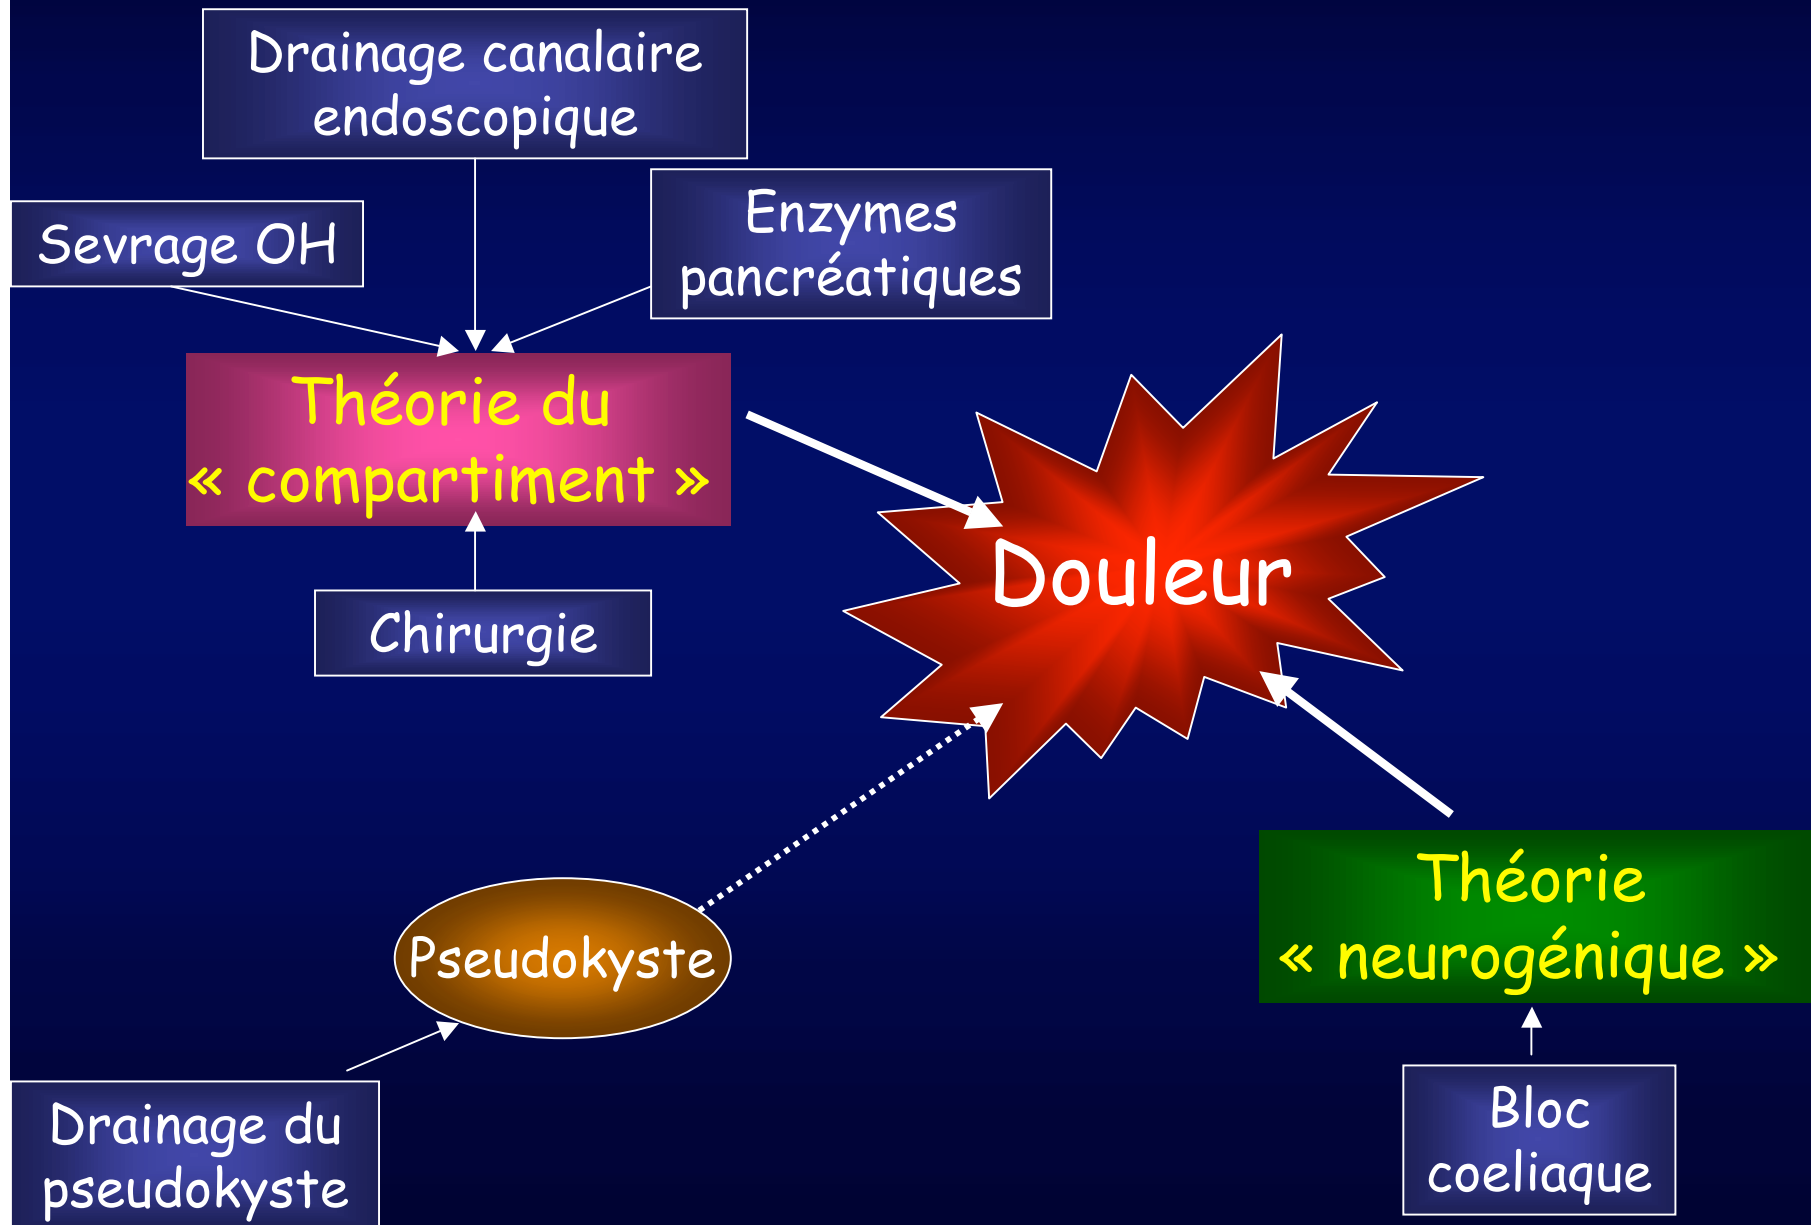 Drainage canalaire
endoscopique
Sevrage OH
Enzymes
pancréatiques
Théorie du
« compartiment »
Douleur
Chirurgie
Pseudokyste
Théorie
« neurogénique »
Drainage du
pseudokyste
Bloc
coeliaque